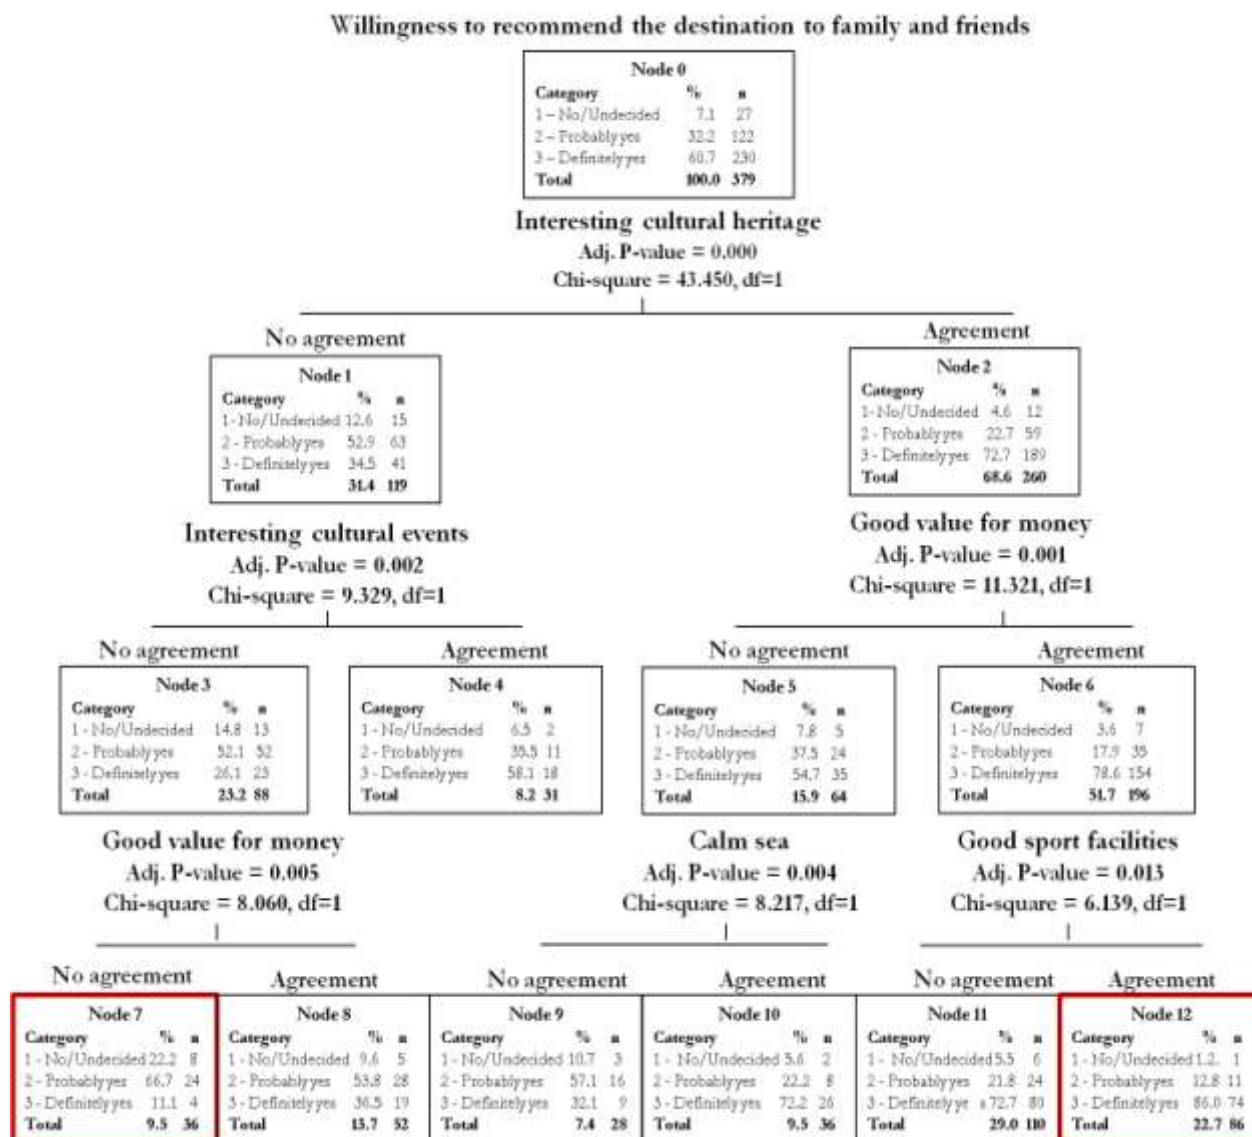 Willingness to recommend the destination to family and friends
Node 0
Category % n
1 – No/Undecided 7.1 27
2 – Probably yes 32.2 122
3 – Definitely yes 60.7 230
Total 100.0 379
Interesting cultural heritage
Adj. P-value = 0.000
Chi-square = 43.450, df=1
No agreement
Node 1
Category % n
1 - No/Undecided 12.6 15
2 - Probably yes 52.9 63
3 - Definitely yes 34.5 41
Total 31.4 119
Agreement
Node 2
Category % n
1- No/Undecided 4.6 12
2 - Probably yes 22.7 59
3 - Definitely yes 72.7 189
Total 68.6 260
Interesting cultural events
Adj. P-value = 0.002
Chi-square = 9.329, df=1
Good value for money
Adj. P-value = 0.001
Chi-square = 11.321, df=1
No agreement
Node 3
Category % n
1 - No/Undecided 14.8 13
2 - Probably yes 52.1 52
3 - Definitely yes 26.1 23
Total 23.2 88
Agreement
Node 4
Category % n
1 - No/Undecided 6.5 2
2 - Probably yes 35.5 11
3 - Definitely yes 58.1 18
Total 8.2 31
No agreement
Node 5
Category % n
1 - No/Undecided 7.8 5
2 - Probably yes 37.5 24
3 - Definitely yes 54.7 35
Total 15.9 64
Agreement
Node 6
Category % n
1 - No/Undecided 3.6 7
2 - Probably yes 17.9 35
3 - Definitely yes 78.6 154
Total 51.7 196
Good value for money
Adj. P-value = 0.005
Chi-square = 8.060, df=1
Calm sea
Adj. P-value = 0.004
Chi-square = 8.217, df=1
Good sport facilities
Adj. P-value = 0.013
Chi-square = 6.139, df=1
No agreement
Node 7
Category % n
1 - No/Undecided 22.2 8
2 - Probably yes 66.7 24
3 - Definitely yes 11.1 4
Total 9.5 36
Agreement
Node 8
Category % n
1 - No/Undecided 9.6 5
2 - Probably yes 53.8 28
3 - Definitely yes 36.5 19
Total 13.7 52
No agreement
Node 9
Category % n
1 - No/Undecided 10.7 3
2 - Probably yes 57.1 16
3 - Definitely yes 32.1 9
Total 7.4 28
Agreement
Node 10
Category % n
1 - No/Undecided 5.6 2
2 - Probably yes 22.2 8
3 - Definitely yes 72.2 26
Total 9.5 36
No agreement
Node 11
Category % n
1 - No/Undecided 5.5 6
2 - Probably yes 21.8 24
3 - Definitely ye s 72.7 80
Total 29.0 110
Agreement
Node 12
Category % n
1 - No/Undecided 1.2. 1
2 - Probably yes 12.8 11
3 - Definitely yes 86.0 74
Total 22.7 86